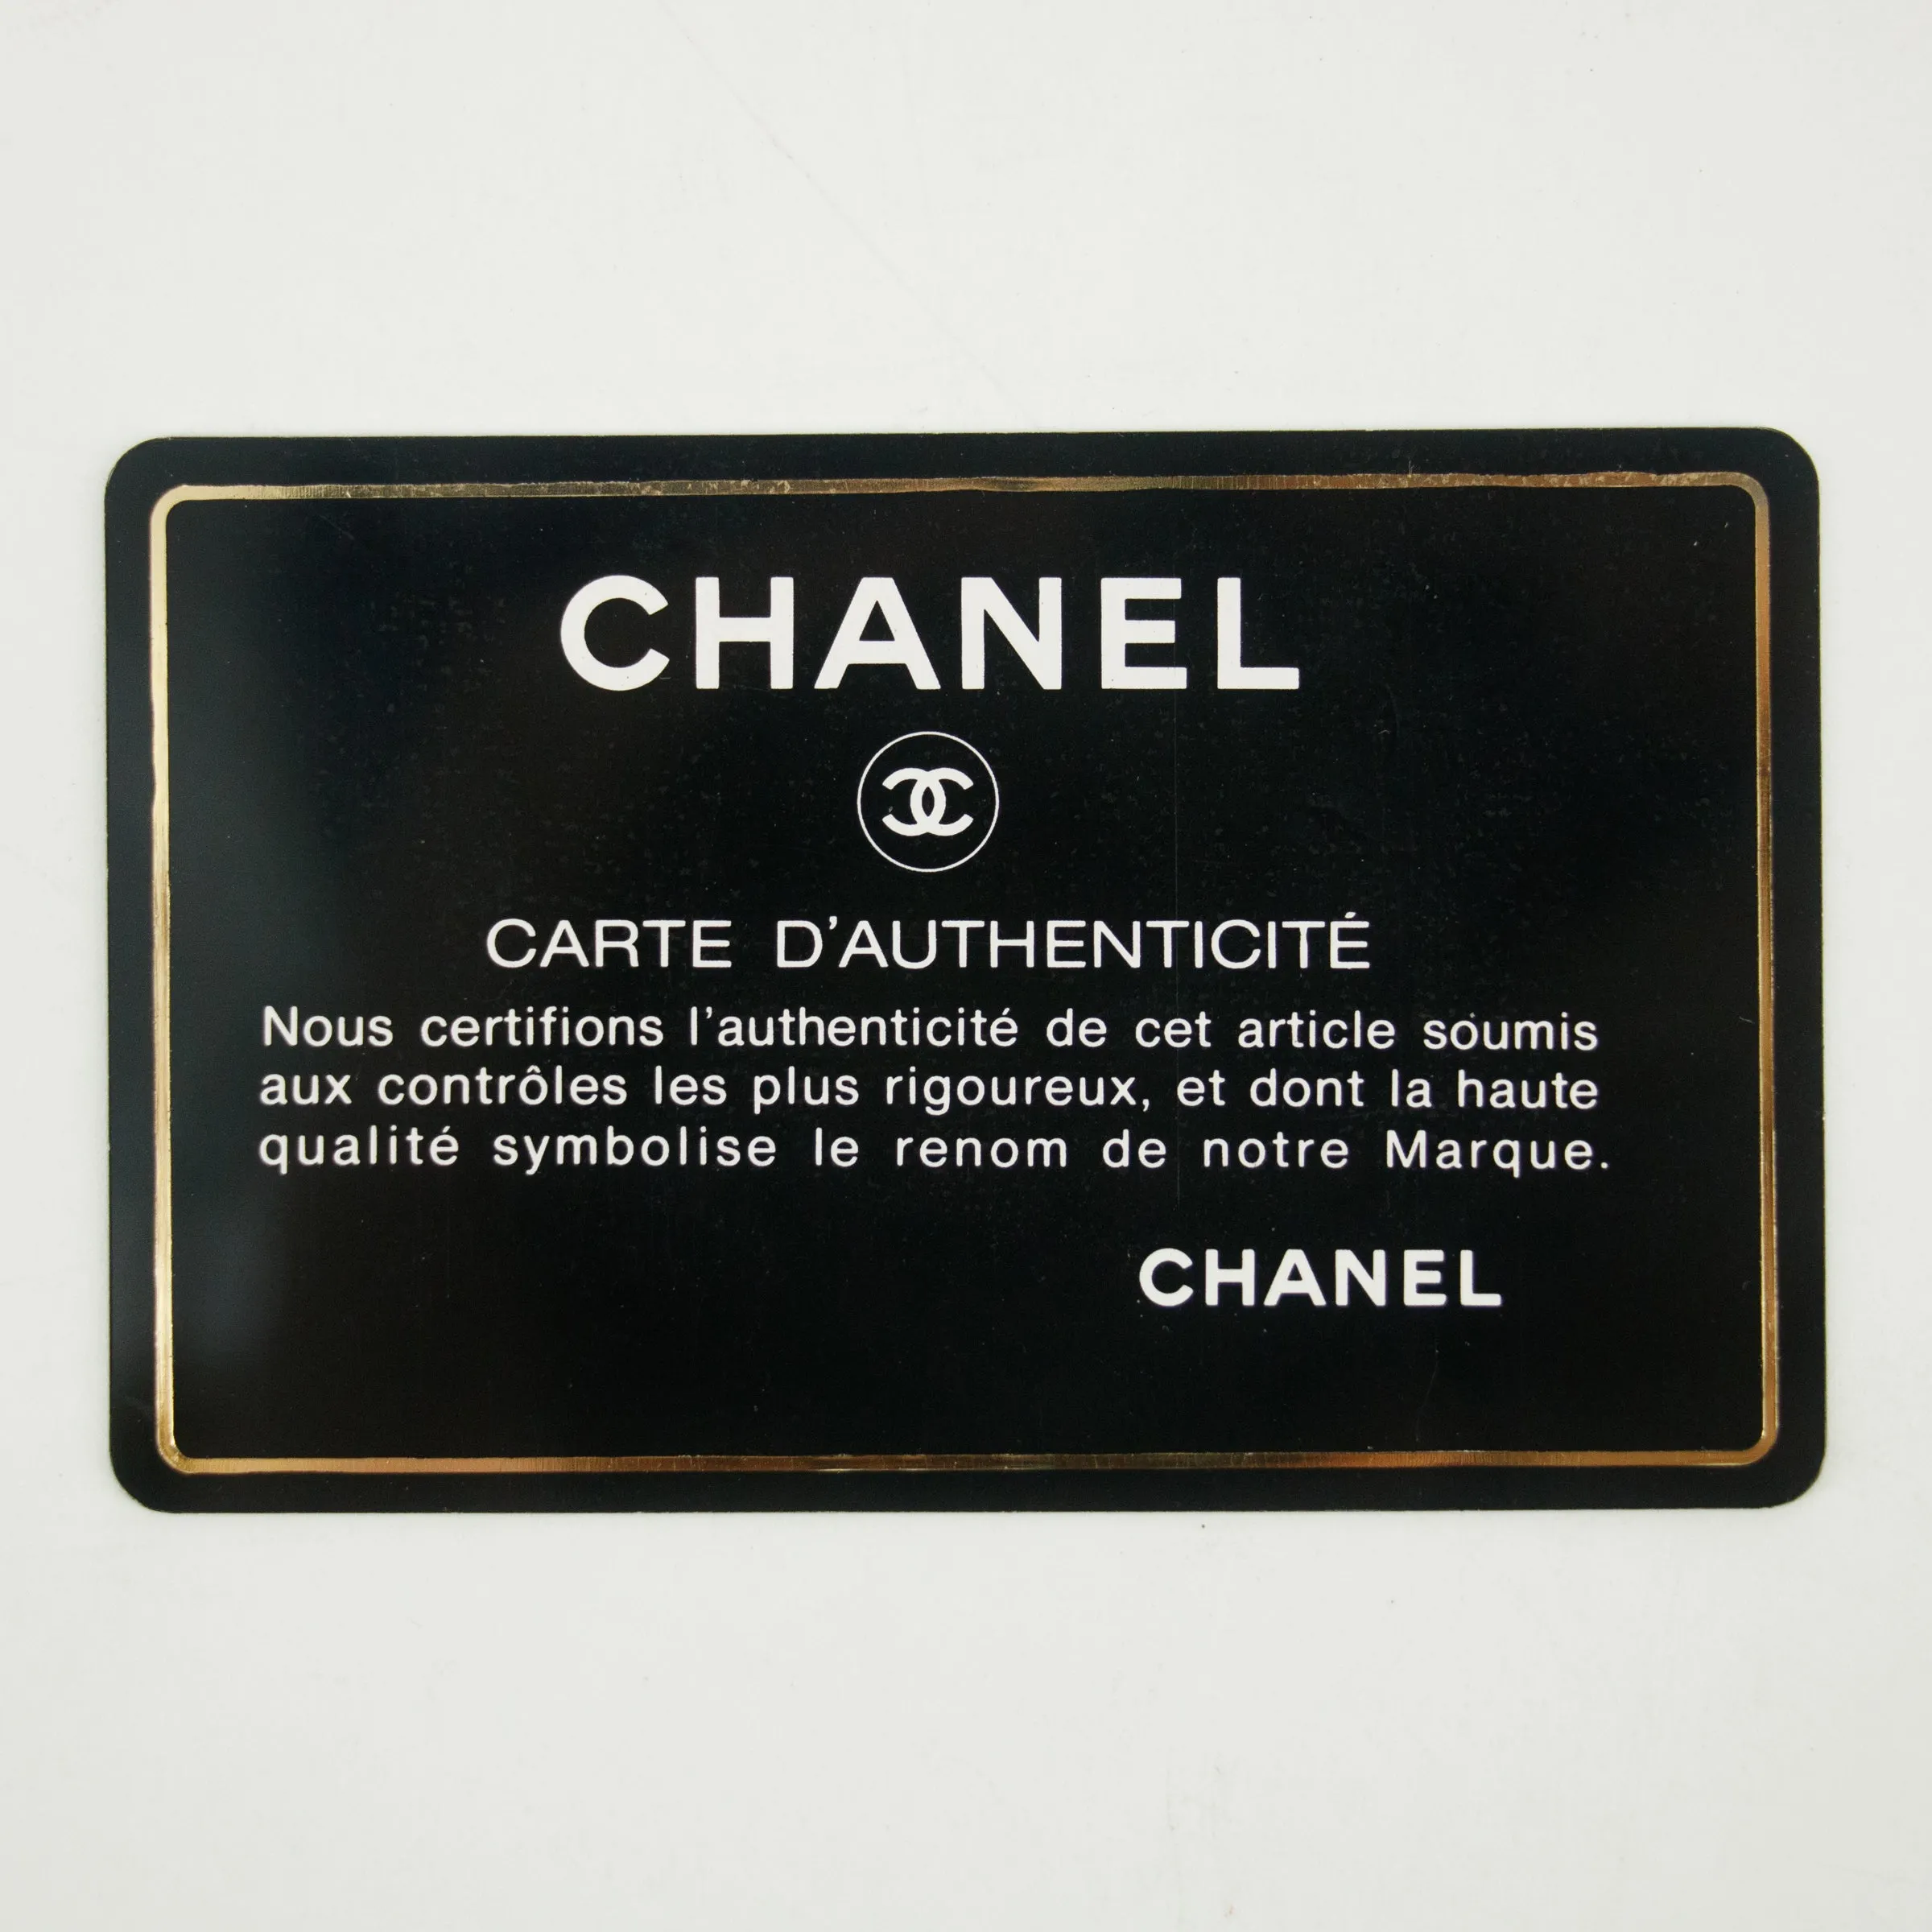 CHANEL
CARTE D'AUTHENTICITÉ
Nous certifions l'authenticité de cet article soumis
aux contrôles les plus rigoureux, et dont la haute
qualité symbolise le renom de notre Marque.
CHANEL